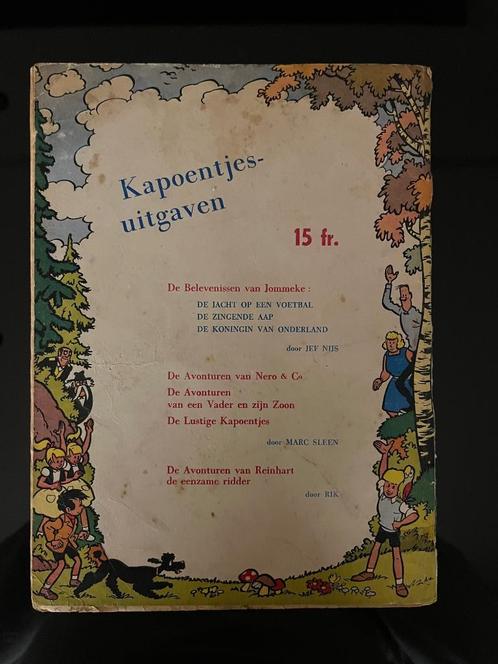 Kapoentjes-
uitgaven
15 fr.
De Belevenissen van Jommeke :
DE JACHT OP EEN VOETBAL
DE ZINGENDE AAP
DE KONINGIN VAN ONDERLAND
door JEF NIJS
De Avonturen van Nero & Co
De Avonturen
van een Vader en zijn Zoon
De Lustige Kapoentjes
door MARC SLEEN
De Avonturen van Reinhart
de eenzame ridder
door RIK